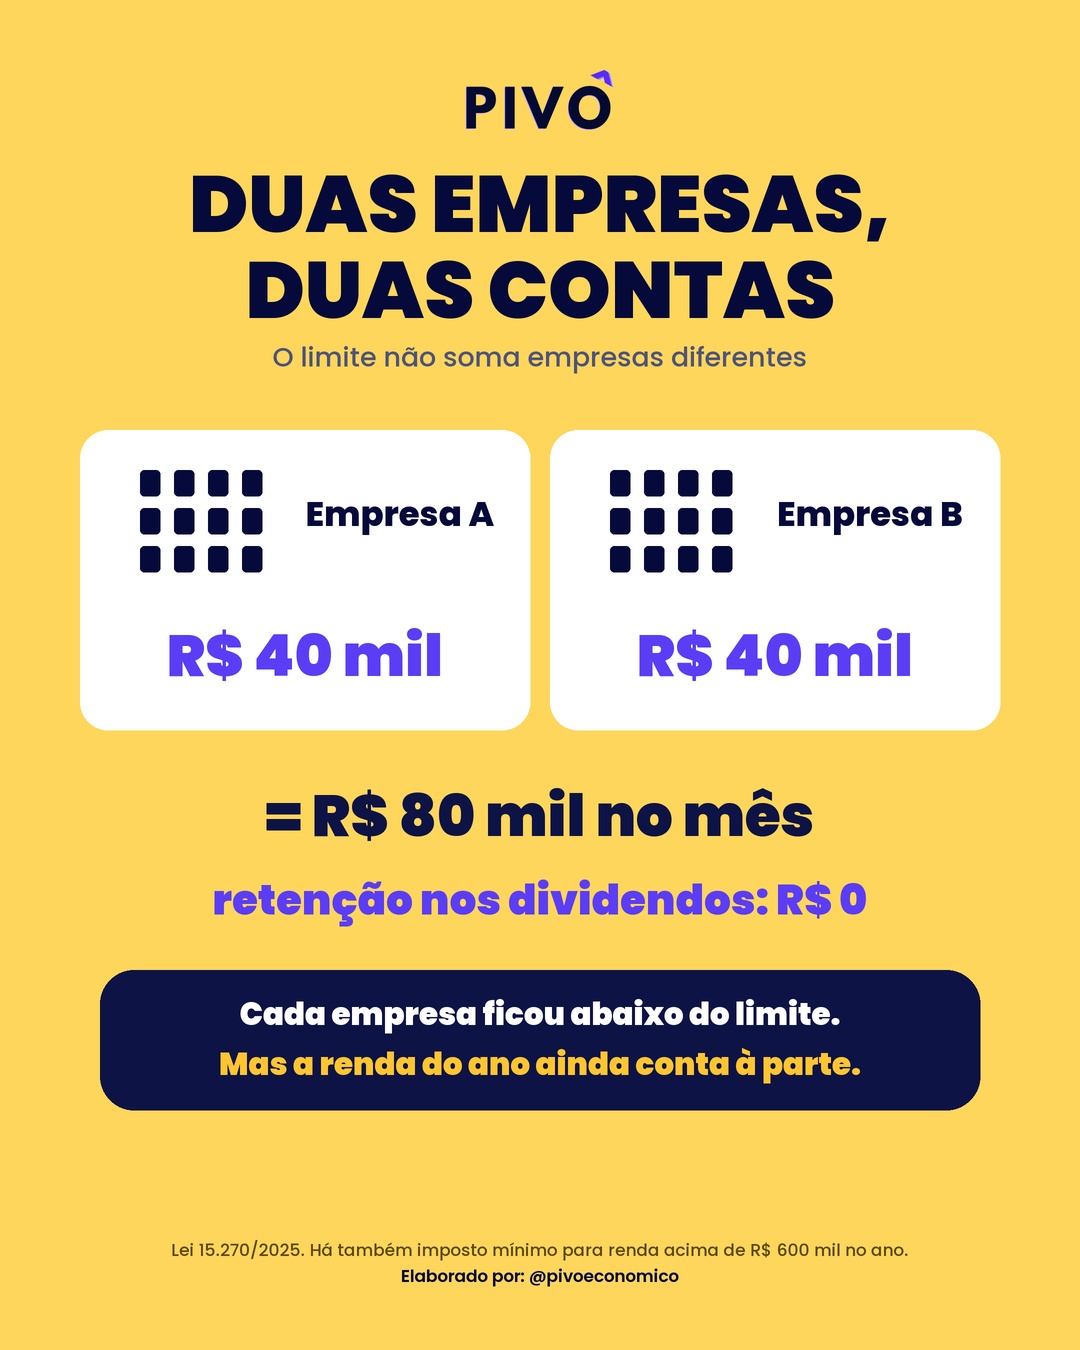 PIVÔ
DUAS EMPRESAS,
DUAS CONTAS
O limite não soma empresas diferentes
Empresa A
Empresa B
R$ 40 mil
R$ 40 mil
= R$ 80 mil no mês
retenção nos dividendos: R$ 0
Cada empresa ficou abaixo do limite.
Mas a renda do ano ainda conta à parte.
Lei 15.270/2025. Há também imposto mínimo para renda acima de R$ 600 mil no ano.
Elaborado por: @pivoeconomico